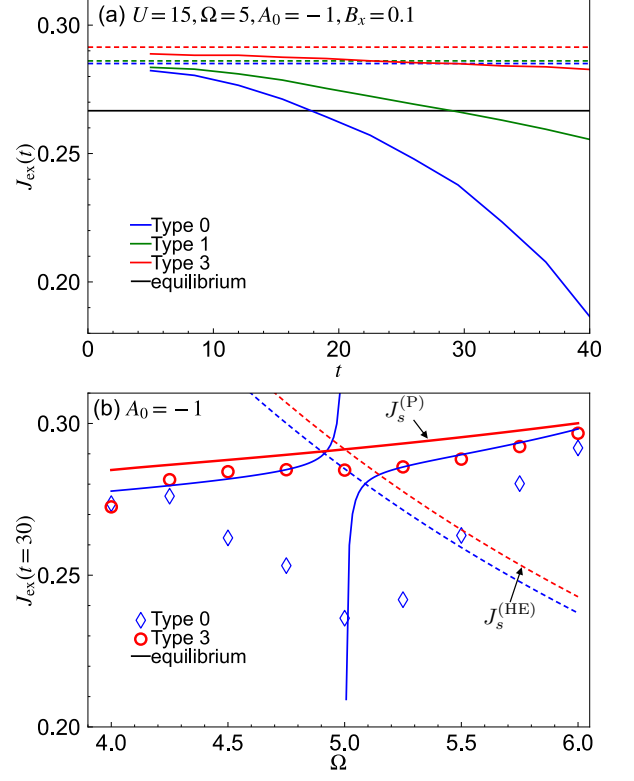 (a) U = 15, Ω = 5, A₀ = −1, Bₓ = 0.1
0.30
0.25
0.20
J_ex(t)
Type 0
Type 1
Type 3
equilibrium
0 10 20 30 40
t
(b) A₀ = −1
J_s^(P)
0.30
0.25
0.20
J_ex(t = 30)
J_s^(HE)
Type 0
Type 3
equilibrium
4.0 4.5 5.0 5.5 6.0
Ω